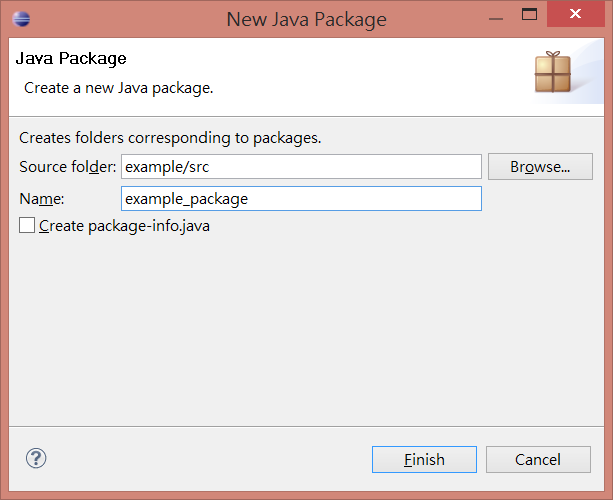 New Java Package
Java Package
Create a new Java package.
Creates folders corresponding to packages.
Source folder: example/src Browse...
Name: example_package
Create package-info.java
? Finish Cancel